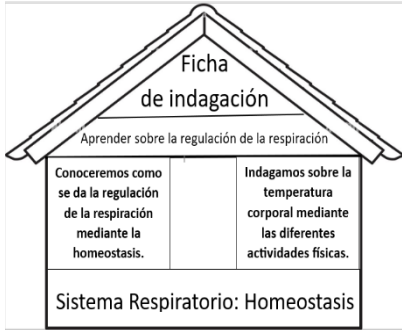 Ficha
de indagación
Aprender sobre la regulación de la respiración
Conoceremos como
se da la regulación
de la respiración
mediante la
homeostasis.
Indagamos sobre la
temperatura
corporal mediante
las diferentes
actividades físicas.
Sistema Respiratorio: Homeostasis